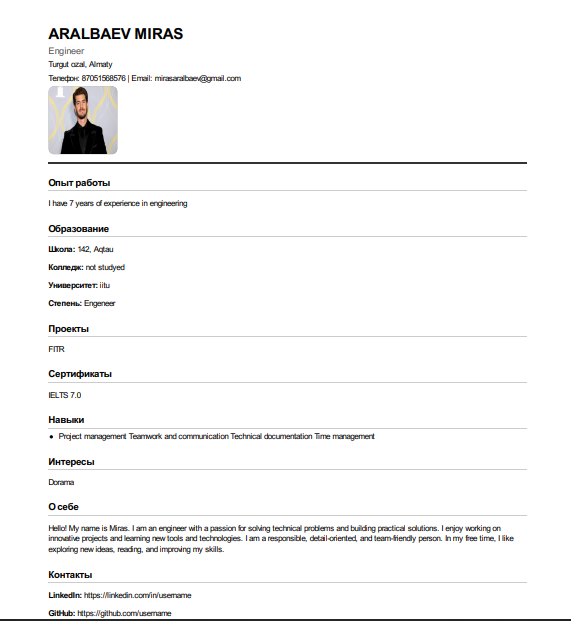 ARALBAEV MIRAS
Engineer
Turgut ozal, Almaty
Телефон: 87051568576 | Email: mirasaralbaev@gmail.com
Опыт работы
I have 7 years of experience in engineering
Образование
Школа: 142, Aqtau
Колледж: not studyed
Университет: iitu
Степень: Engeneer
Проекты
FITR
Сертификаты
IELTS 7.0
Навыки
• Project management Teamwork and communication Technical documentation Time management
Интересы
Dorama
О себе
Hello! My name is Miras. I am an engineer with a passion for solving technical problems and building practical solutions. I enjoy working on
innovative projects and learning new tools and technologies. I am a responsible, detail-oriented, and team-friendly person. In my free time, I like
exploring new ideas, reading, and improving my skills.
Контакты
LinkedIn: https://linkedin.com/in/username
GitHub: https://github.com/username